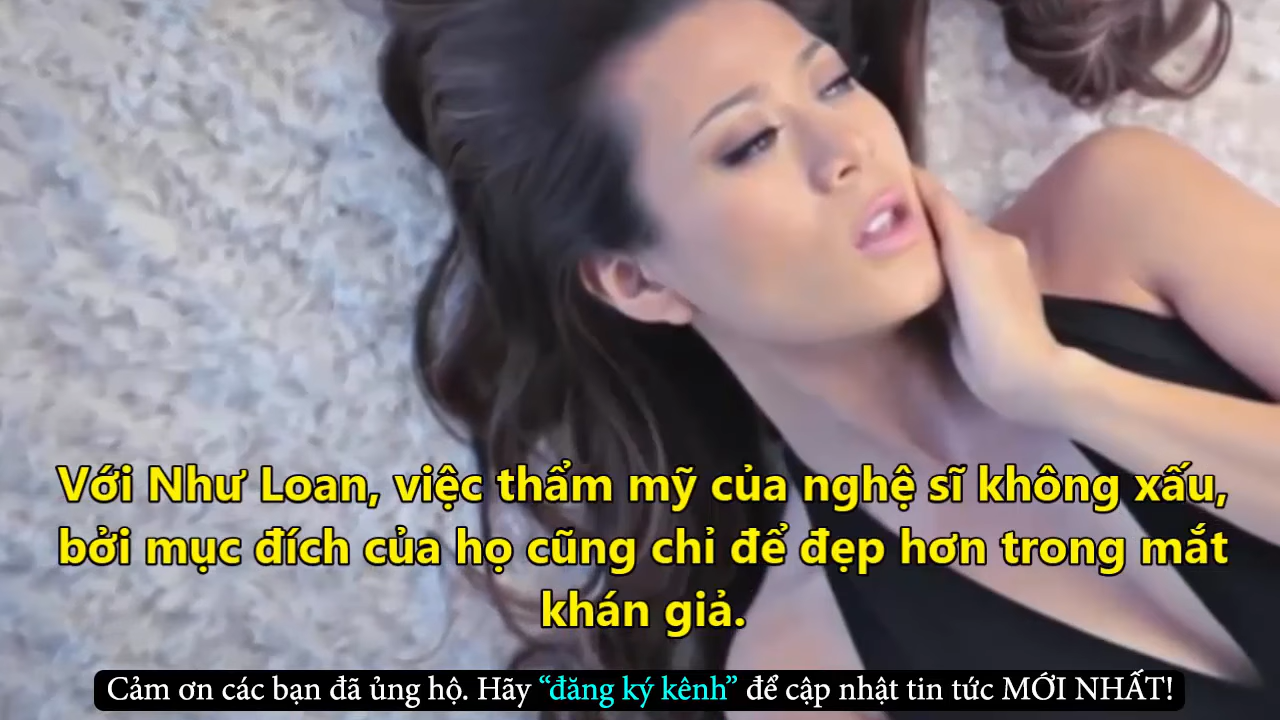 Với Như Loan, việc thẩm mỹ của nghệ sĩ không xấu,
bởi mục đích của họ cũng chỉ để đẹp hơn trong mắt
khán giả.
Cảm ơn các bạn đã ủng hộ. Hãy “đăng ký kênh” để cập nhật tin tức MỚI NHẤT!